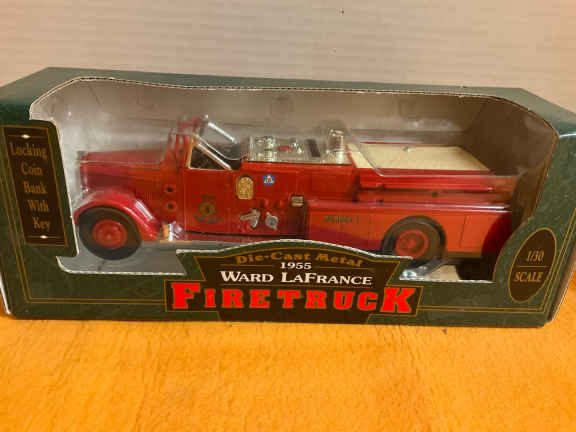 Locking
Coin
Bank
With
Key
Die-Cast Metal
1955
WARD LAFRANCE
FIRETRUCK
1/30
SCALE